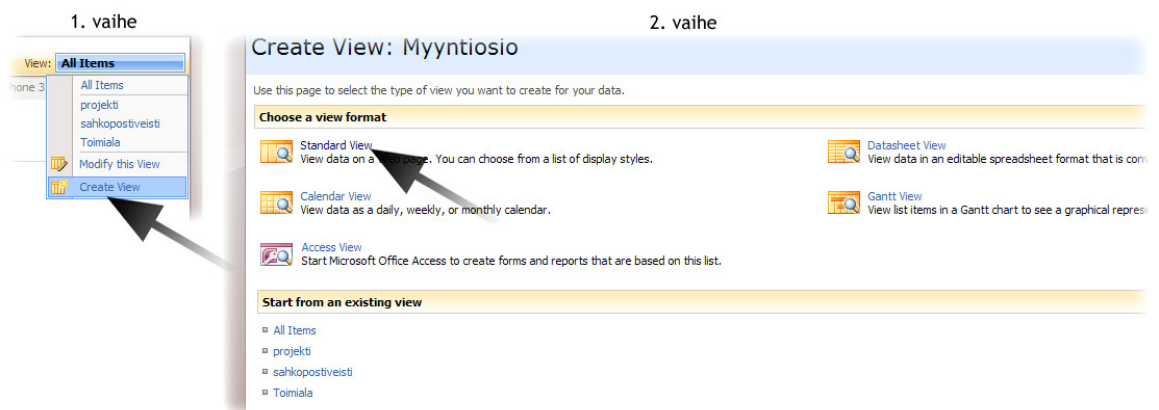 1. vaihe
View: All Items
hone 3
All Items
projekti
sahkopostiveisti
Toimiala
Modify this View
Create View
2. vaihe
Create View: Myyntiosio
Use this page to select the type of view you want to create for your data.
Choose a view format
Standard View
View data on a page. You can choose from a list of display styles.
Datasheet View
View data in an editable spreadsheet format that is con
Calendar View
View data as a daily, weekly, or monthly calendar.
Gantt View
View list items in a Gantt chart to see a graphical repres
Access View
Start Microsoft Office Access to create forms and reports that are based on this list.
Start from an existing view
All Items
projekti
sahkopostiveisti
Toimiala